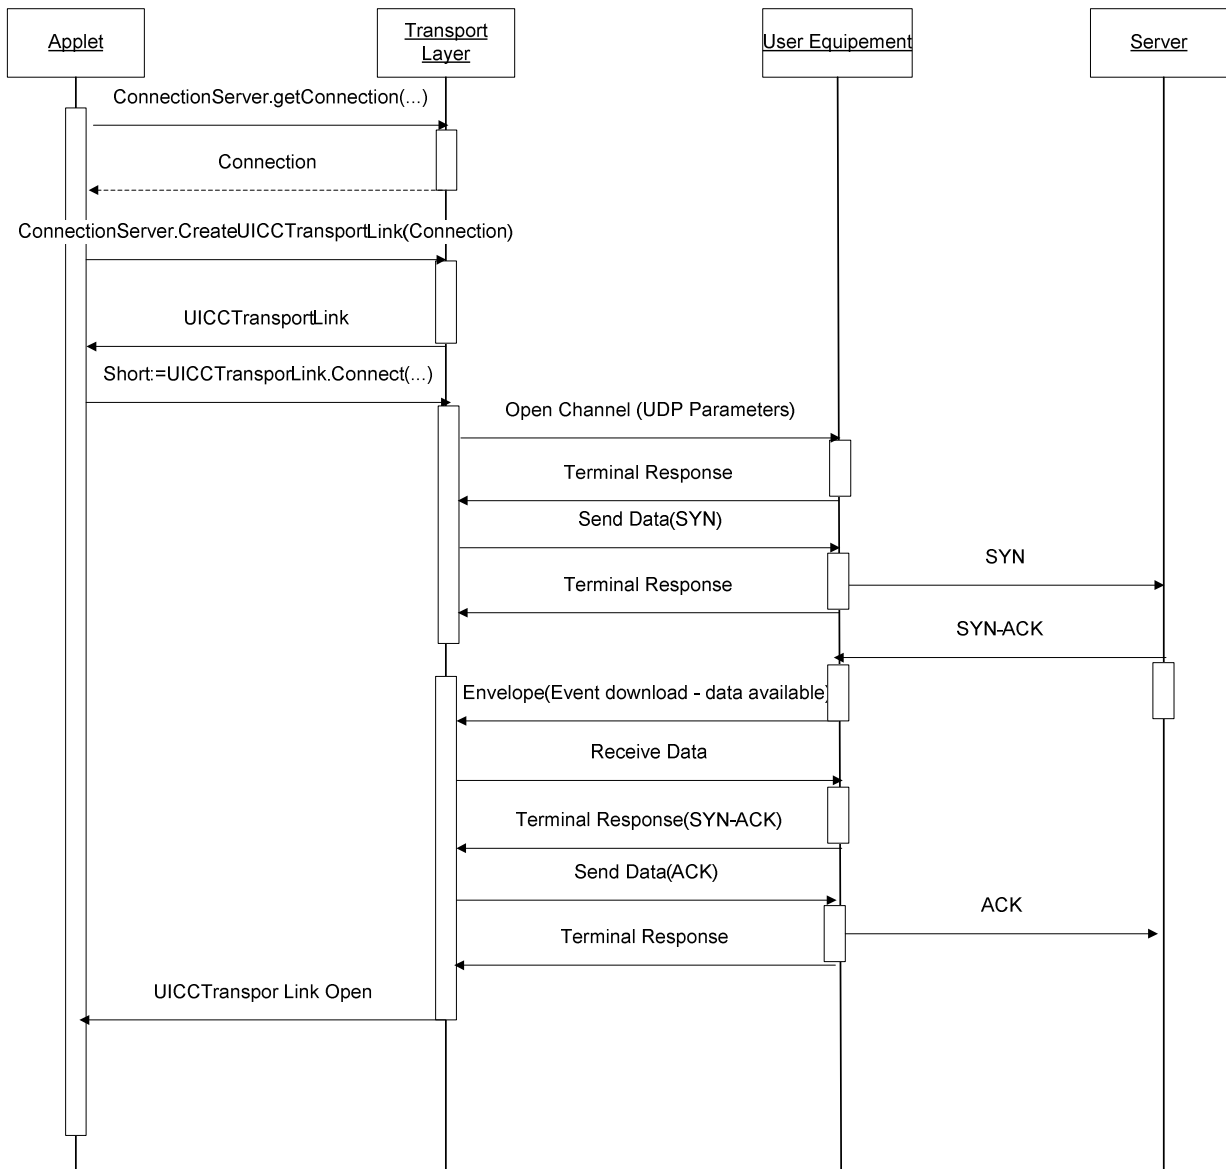 Applet
Transport
Layer
User Equipement
Server
ConnectionServer.getConnection(...)
Connection
ConnectionServer.CreateUICCTransportLink(Connection)
UICCTransportLink
Short:=UICCTransporLink.Connect(...)
Open Channel (UDP Parameters)
Terminal Response
Send Data(SYN)
SYN
Terminal Response
SYN-ACK
Envelope(Event download - data available)
Receive Data
Terminal Response(SYN-ACK)
Send Data(ACK)
ACK
Terminal Response
UICCTranspor Link Open